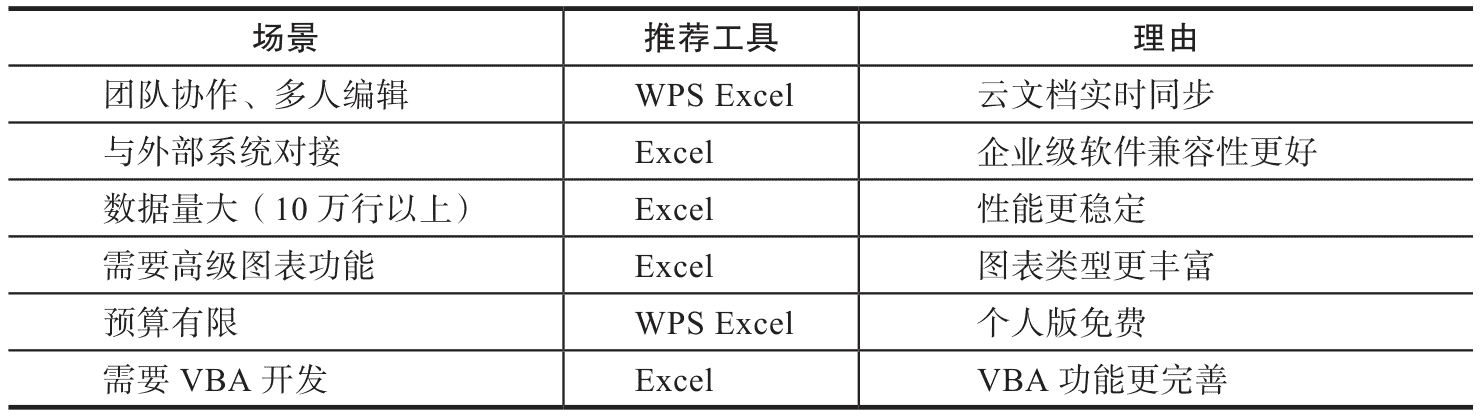 场景 推荐工具 理由
团队协作、多人编辑 WPS Excel 云文档实时同步
与外部系统对接 Excel 企业级软件兼容性更好
数据量大（10 万行以上） Excel 性能更稳定
需要高级图表功能 Excel 图表类型更丰富
预算有限 WPS Excel 个人版免费
需要 VBA 开发 Excel VBA 功能更完善